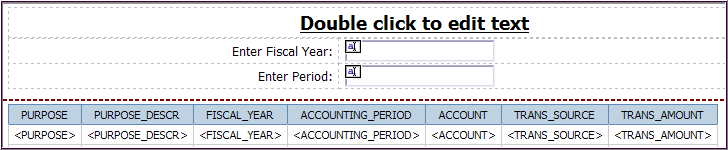 Double click to edit text
Enter Fiscal Year: a
Enter Period: a
PURPOSE PURPOSE_DESCR FISCAL_YEAR ACCOUNTING_PERIOD ACCOUNT TRANS_SOURCE TRANS_AMOUNT
<PURPOSE> <PURPOSE_DESCR> <FISCAL_YEAR> <ACCOUNTING_PERIOD> <ACCOUNT> <TRANS_SOURCE> <TRANS_AMOUNT>